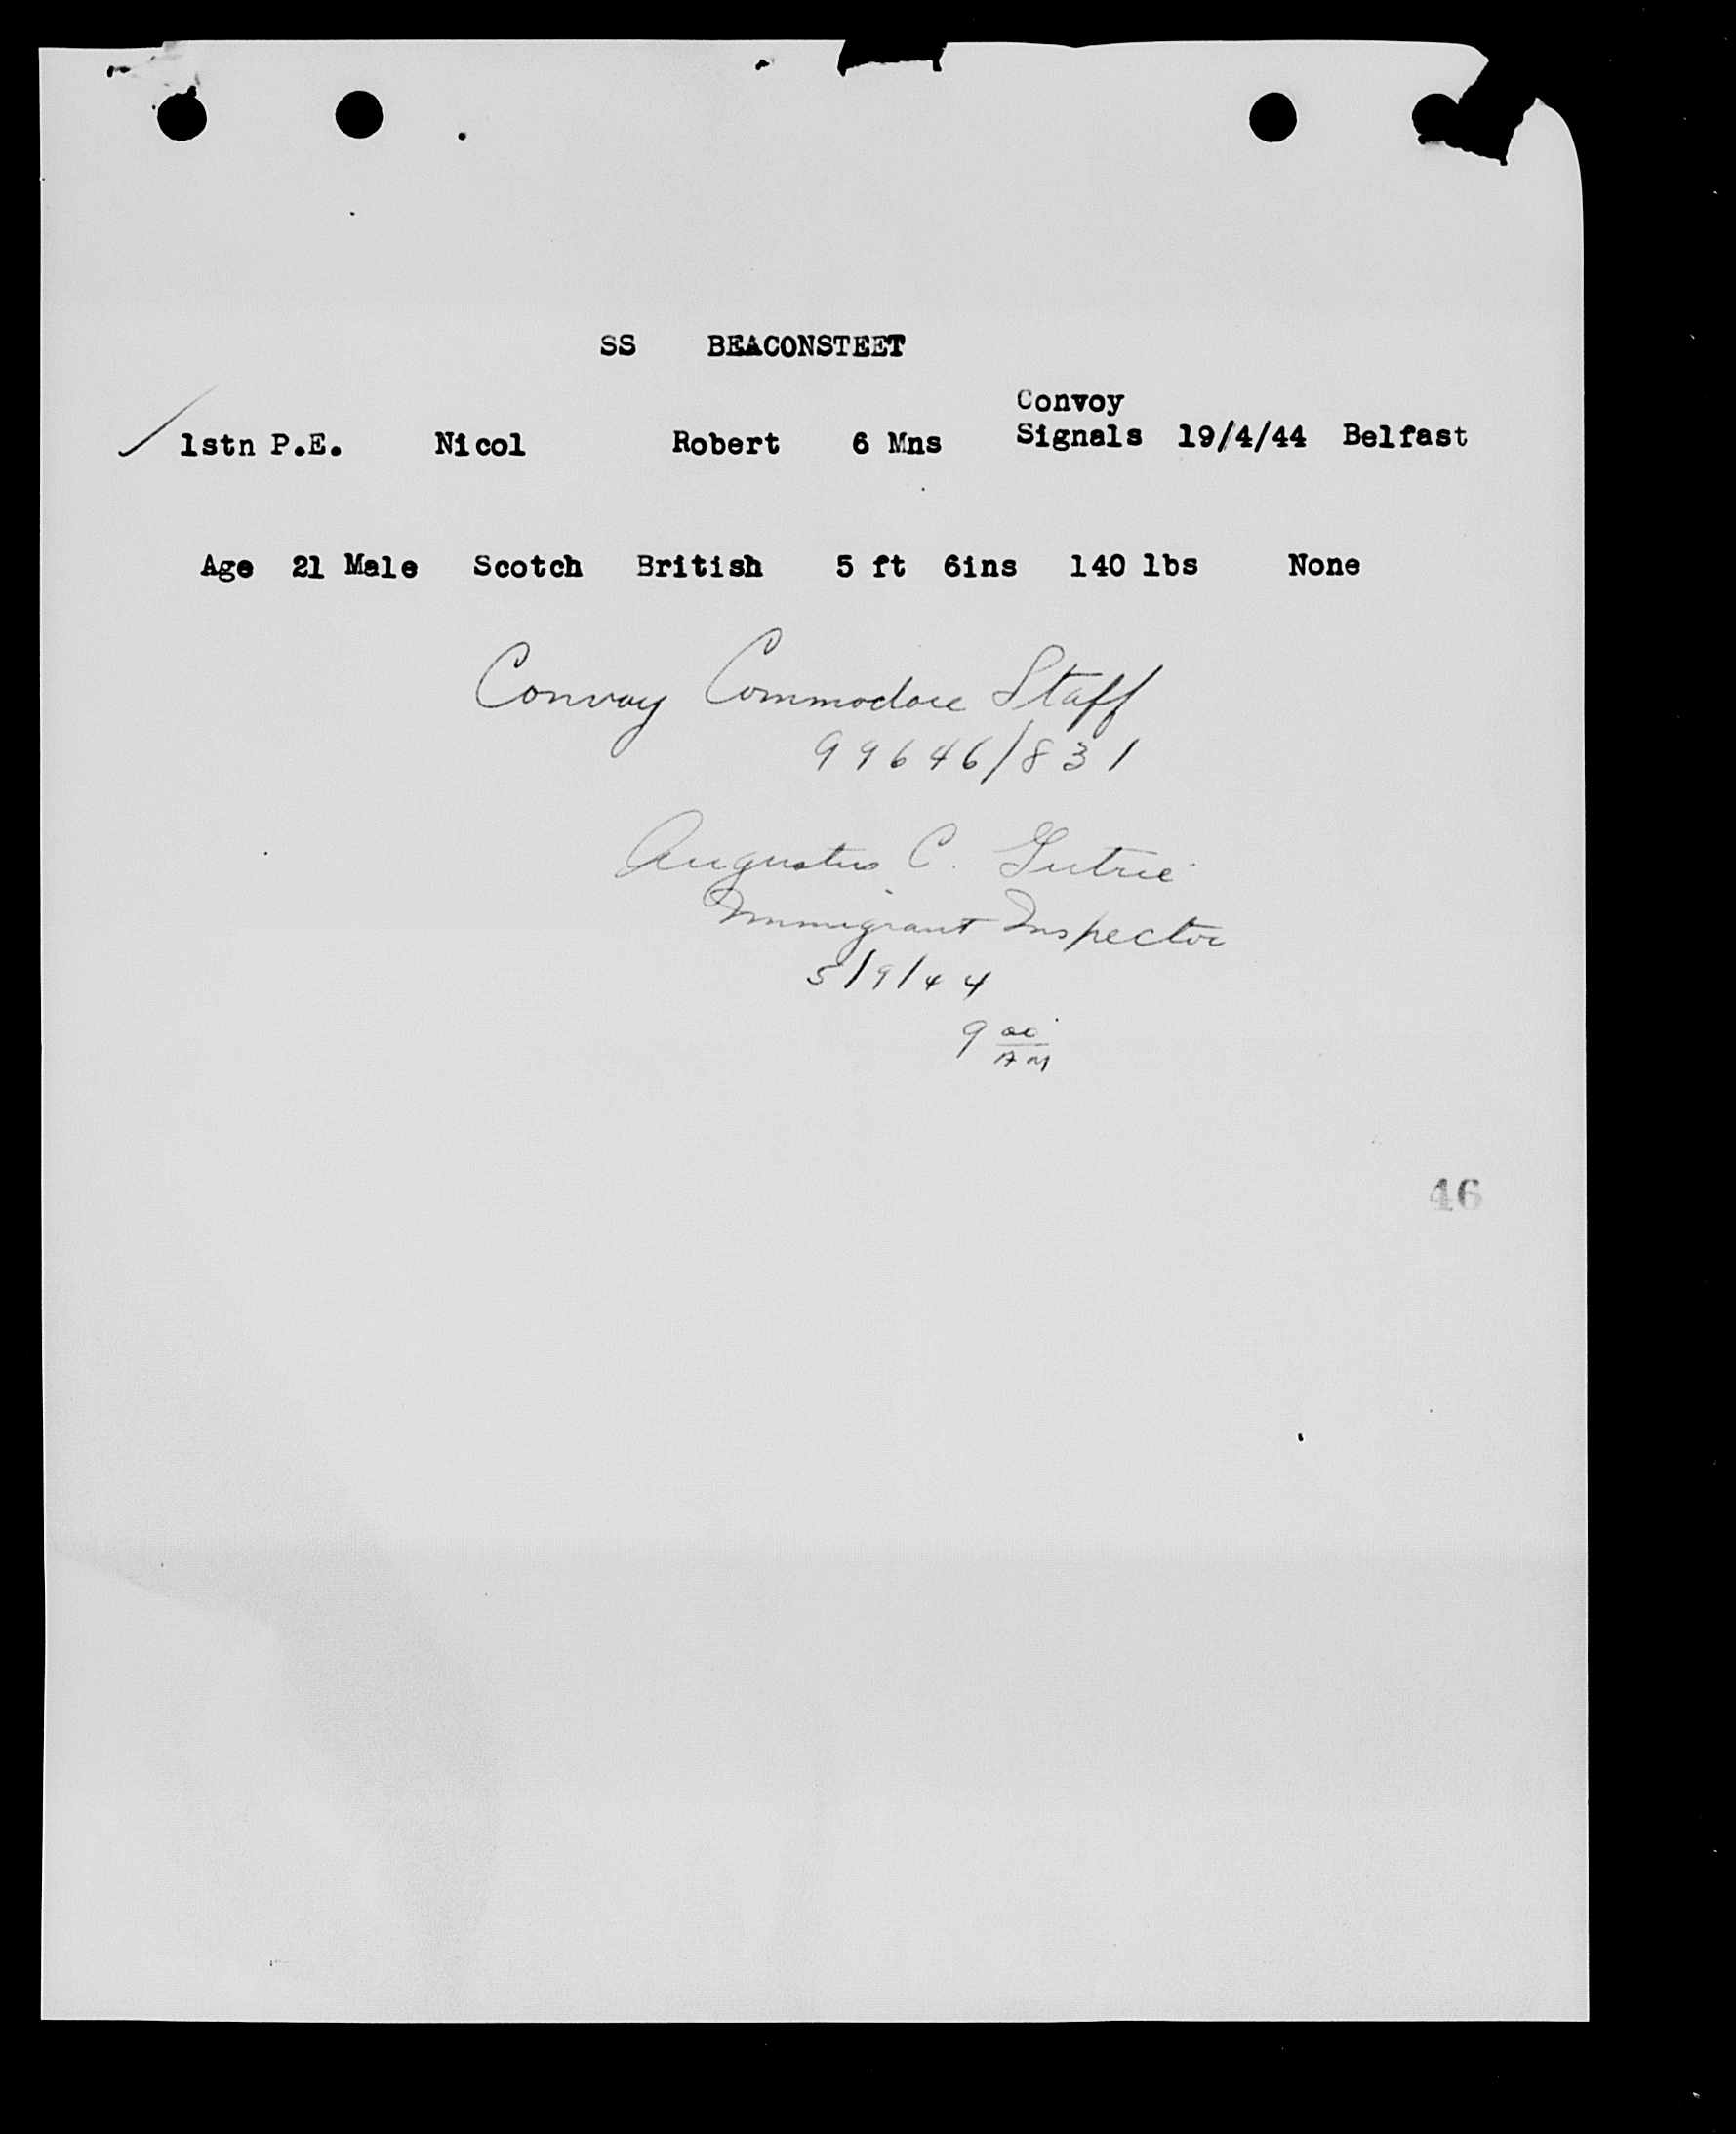 SS BEACONSTEET
Convoy
1stn P.E. Nicol Robert 6 Mns Signals 19/4/44 Belfast
Age 21 Male Scotch British 5 ft 6ins 140 lbs None
Convoy Commodore Staff
99646/831
Augustus C.
Immigrant Inspector
5/9/44
9 00
AM
46